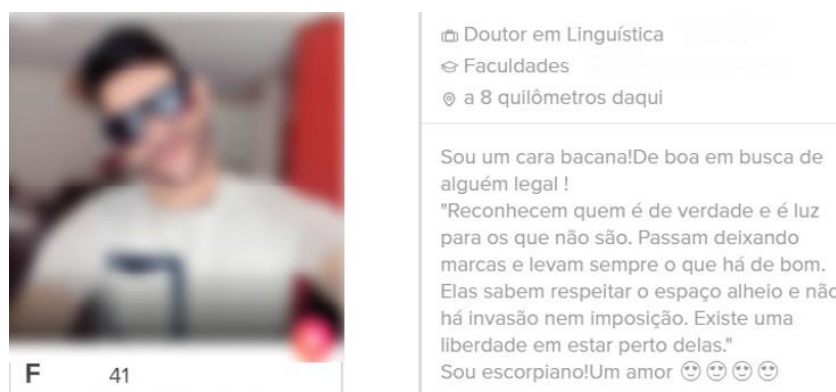 F 41
Doutor em Linguística
Faculdades
a 8 quilômetros daqui
Sou um cara bacana!De boa em busca de
alguém legal !
"Reconhecem quem é de verdade e é luz
para os que não são. Passam deixando
marcas e levam sempre o que há de bom.
Elas sabem respeitar o espaço alheio e não
há invasão nem imposição. Existe uma
liberdade em estar perto delas."
Sou escorpiano!Um amor 🙄🙄🙄🙄